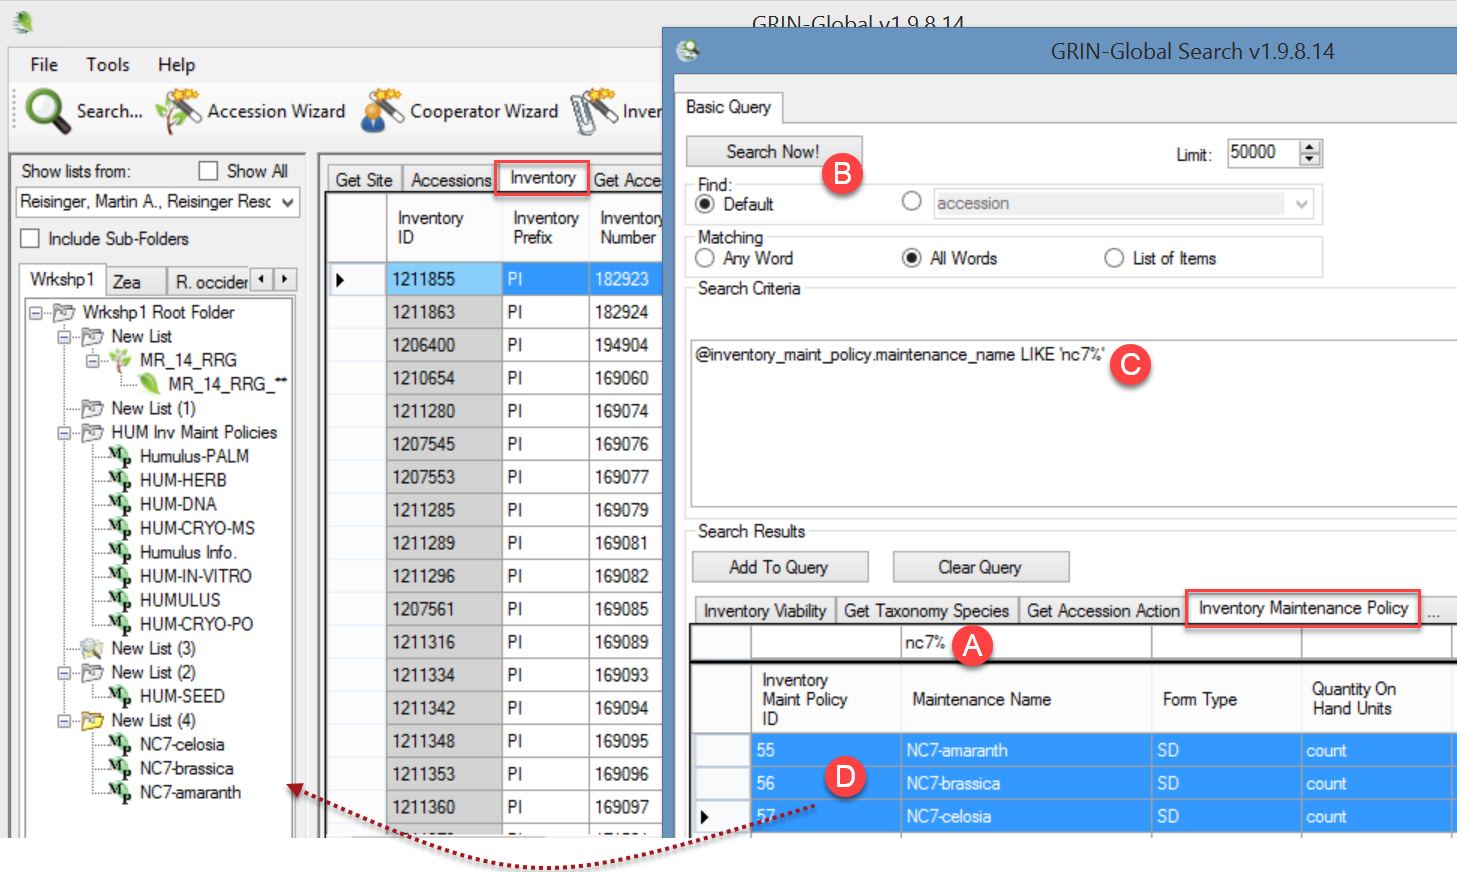 GRIN-Global v1.9.8.14
File Tools Help
Search... Accession Wizard Cooperator Wizard Inver
Show lists from: Show All
Reisinger, Martin A., Reisinger Resc
Include Sub-Folders
Wrkshp1 Zea R. occider
Wrkshp1 Root Folder
New List
MR_14_RRG
MR_14_RRG_**
New List (1)
HUM Inv Maint Policies
Humulus-PALM
HUM-HERB
HUM-DNA
HUM-CRYO-MS
Humulus Info.
HUM-IN-VITRO
HUMULUS
HUM-CRYO-PO
New List (3)
New List (2)
HUM-SEED
New List (4)
NC7-celosia
NC7-brassica
NC7-amaranth
Get Site Accessions Inventory Get Acce
Inventory ID Inventory Prefix Inventory Number
1211855 PI 182923
1211863 PI 182924
1206400 PI 194904
1210654 PI 169060
1211280 PI 169074
1207545 PI 169076
1207553 PI 169077
1211285 PI 169079
1211289 PI 169081
1211296 PI 169082
1207561 PI 169085
1211316 PI 169091
1211334 PI 169093
1211342 PI 169094
1211348 PI 169095
1211353 PI 169096
1211360 PI 169097
GRIN-Global Search v1.9.8.14
Basic Query
Search Now! B Limit: 50000
Find:
Default accession
Matching
Any Word All Words List of Items
Search Criteria
@inventory_maint_policy.maintenance_name LIKE 'nc7%' C
Search Results
Add To Query Clear Query
Inventory Viability Get Taxonomy Species Get Accession Action Inventory Maintenance Policy ...
nc7% A
Inventory Maint Policy ID Maintenance Name Form Type Quantity On Hand Units
55 NC7-amaranth SD count
56 D NC7-brassica SD count
57 NC7-celosia SD count